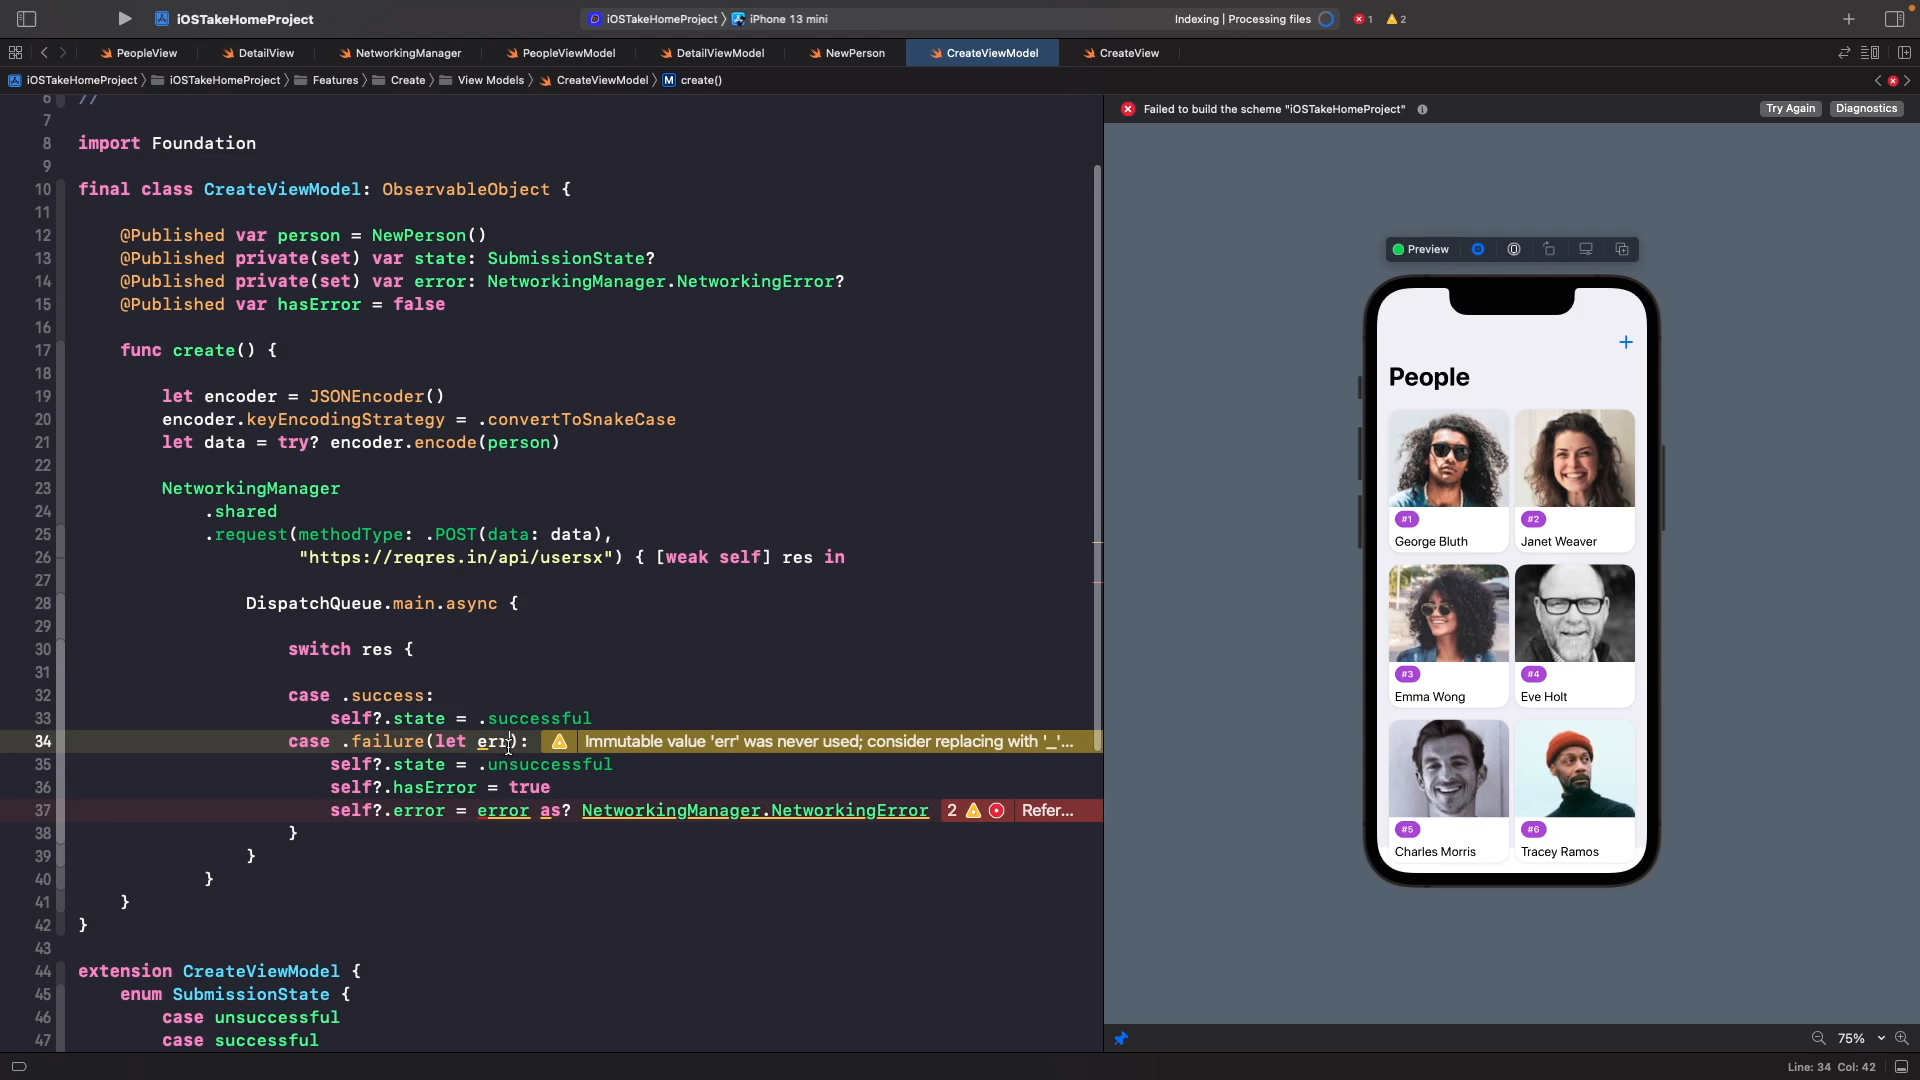 iOSTakeHomeProject
iOSTakeHomeProject
iPhone 13 mini
Indexing | Processing files
1
2
PeopleView
DetailView
NetworkingManager
PeopleViewModel
DetailViewModel
NewPerson
CreateViewModel
CreateView
iOSTakeHomeProject
iOSTakeHomeProject
Features
Create
View Models
CreateViewModel
M create()
6 //
7
8 import Foundation
9
10 final class CreateViewModel: ObservableObject {
11
12 @Published var person = NewPerson()
13 @Published private(set) var state: SubmissionState?
14 @Published private(set) var error: NetworkingManager.NetworkingError?
15 @Published var hasError = false
16
17 func create() {
18
19 let encoder = JSONEncoder()
20 encoder.keyEncodingStrategy = .convertToSnakeCase
21 let data = try? encoder.encode(person)
22
23 NetworkingManager
24 .shared
25 .request(methodType: .POST(data: data),
26 "https://reqres.in/api/usersx") { [weak self] res in
27
28 DispatchQueue.main.async {
29
30 switch res {
31
32 case .success:
33 self?.state = .successful
34 case .failure(let err): Immutable value 'err' was never used; consider replacing with '_'...
35 self?.state = .unsuccessful
36 self?.hasError = true
37 self?.error = error as? NetworkingManager.NetworkingError 2 Refer...
38 }
39 }
40 }
41 }
42 }
43
44 extension CreateViewModel {
45 enum SubmissionState {
46 case unsuccessful
47 case successful
Failed to build the scheme "iOSTakeHomeProject"
Try Again
Diagnostics
Preview
People
#1
George Bluth
#2
Janet Weaver
#3
Emma Wong
#4
Eve Holt
#5
Charles Morris
#6
Tracey Ramos
75%
Line: 34 Col: 42